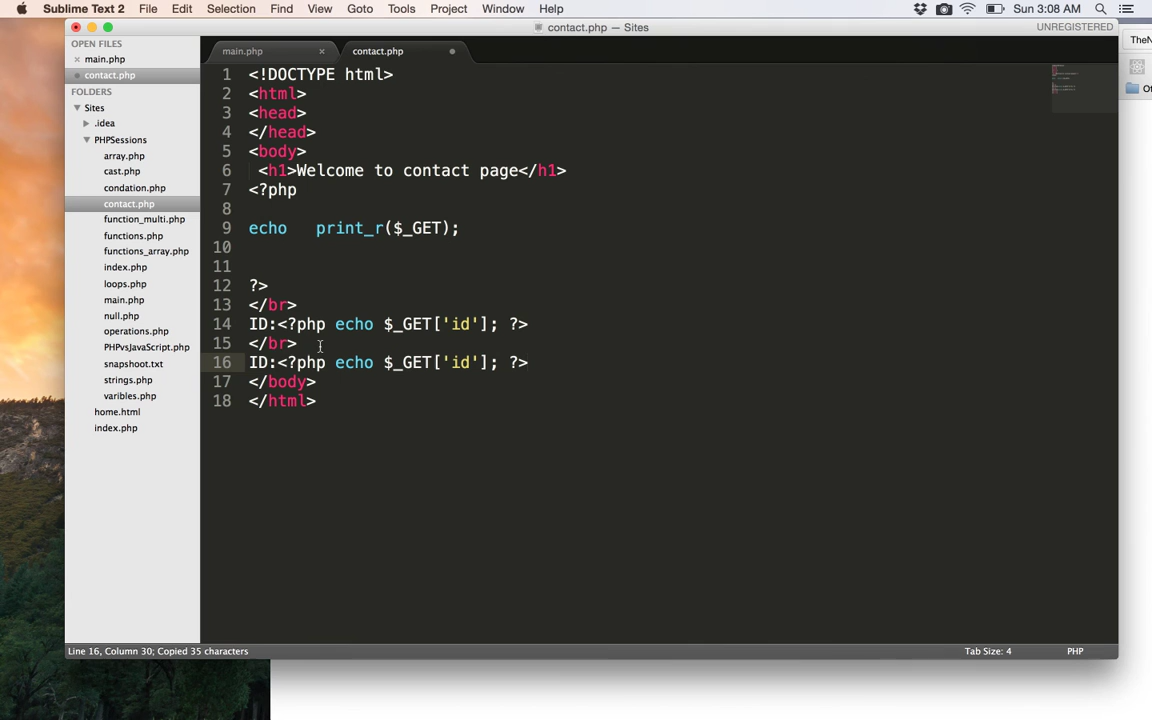 Sublime Text 2 File Edit Selection Find View Goto Tools Project Window Help Sun 3:08 AM
contact.php — Sites UNREGISTERED
TheN
OPEN FILES
main.php
contact.php
FOLDERS
Sites
.idea
PHPSessions
array.php
cast.php
condation.php
contact.php
function_multi.php
functions.php
functions_array.php
index.php
loops.php
main.php
null.php
operations.php
PHPvsJavaScript.php
snapshoot.txt
strings.php
varibles.php
home.html
index.php
main.php contact.php
Ot
1 <!DOCTYPE html>
2 <html>
3 <head>
4 </head>
5 <body>
6 <h1>Welcome to contact page</h1>
7 <?php
8
9 echo print_r($_GET);
10
11
12 ?>
13 </br>
14 ID:<?php echo $_GET['id']; ?>
15 </br>
16 ID:<?php echo $_GET['id']; ?>
17 </body>
18 </html>
Line 16, Column 30; Copied 35 characters Tab Size: 4 PHP